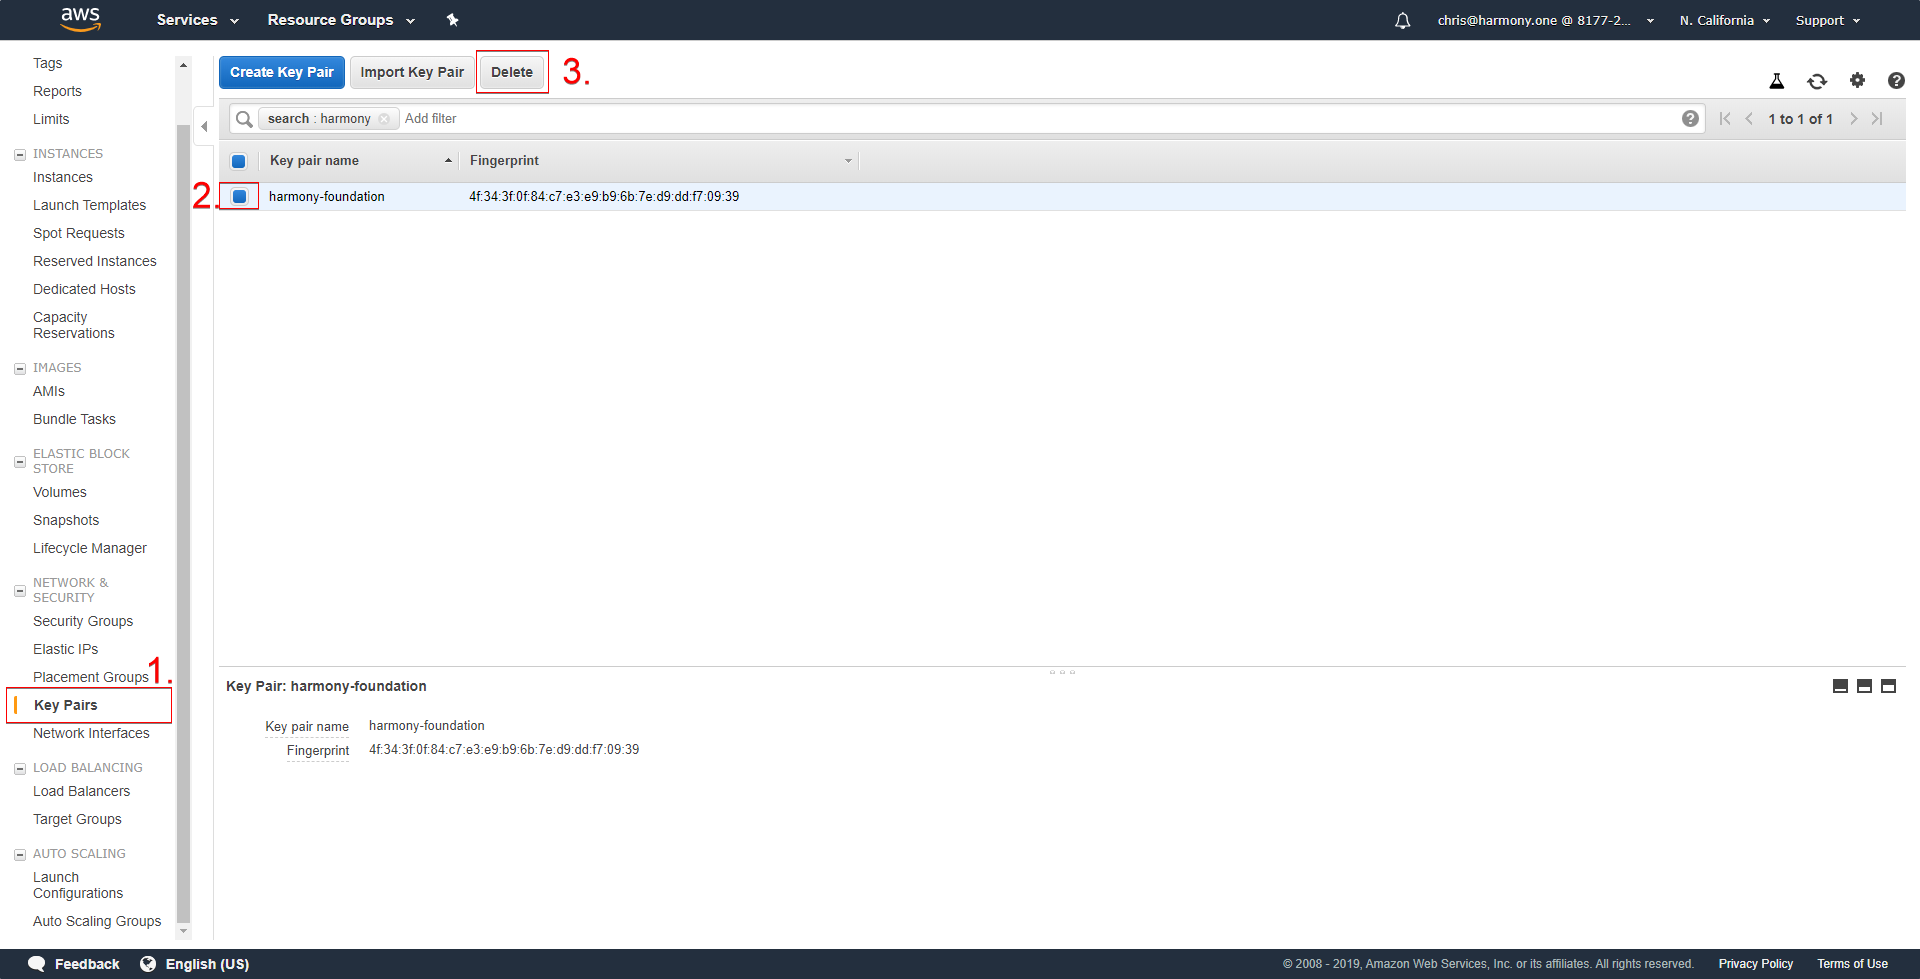 aws Services Resource Groups chris@harmony.one @ 8177-2... N. California Support
Tags
Reports
Limits
INSTANCES
Instances
Launch Templates
Spot Requests
Reserved Instances
Dedicated Hosts
Capacity
Reservations
IMAGES
AMIs
Bundle Tasks
ELASTIC BLOCK
STORE
Volumes
Snapshots
Lifecycle Manager
NETWORK &
SECURITY
Security Groups
Elastic IPs
Placement Groups 1.
Key Pairs
Network Interfaces
LOAD BALANCING
Load Balancers
Target Groups
AUTO SCALING
Launch
Configurations
Auto Scaling Groups
Create Key Pair Import Key Pair Delete 3.
search : harmony Add filter 1 to 1 of 1
Key pair name Fingerprint
2. harmony-foundation 4f:34:3f:0f:84:c7:e3:e9:b9:6b:7e:d9:dd:f7:09:39
Key Pair: harmony-foundation
Key pair name harmony-foundation
Fingerprint 4f:34:3f:0f:84:c7:e3:e9:b9:6b:7e:d9:dd:f7:09:39
Feedback English (US) © 2008 - 2019, Amazon Web Services, Inc. or its affiliates. All rights reserved. Privacy Policy Terms of Use